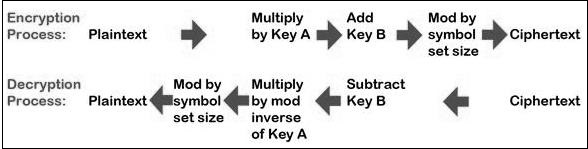 Encryption Process: Plaintext Multiply by Key A Add Key B Mod by symbol set size Ciphertext
Decryption Process: Plaintext Mod by symbol set size Multiply by mod inverse of Key A Subtract Key B Ciphertext